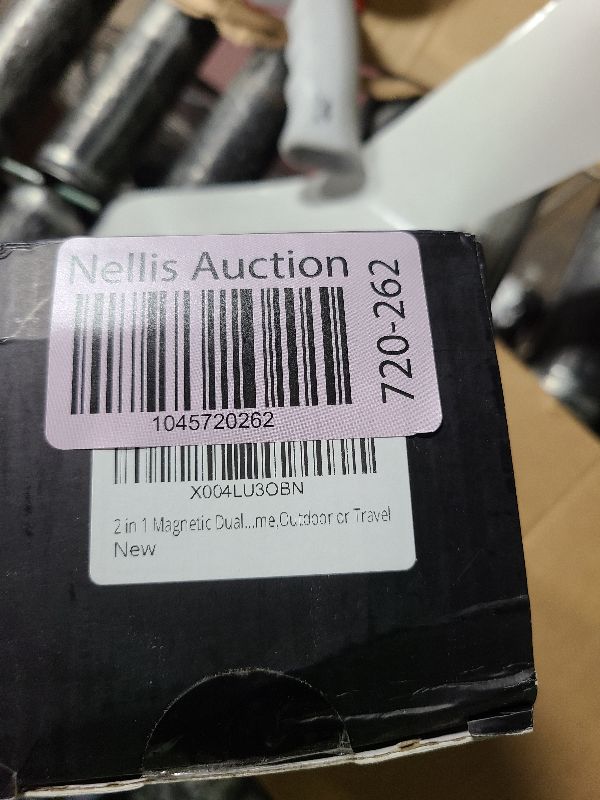 Nellis Auction
720-262
1045720262
X004LU3OBN
2 in 1 Magnetic Dual...me,Outdoor or Travel
New